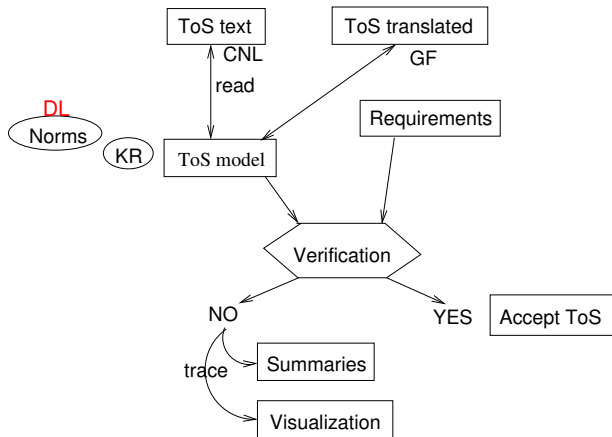 ToS text
ToS translated
CNL
GF
read
DL
Norms
KR
ToS model
Requirements
Verification
NO
YES
Accept ToS
trace
Summaries
Visualization